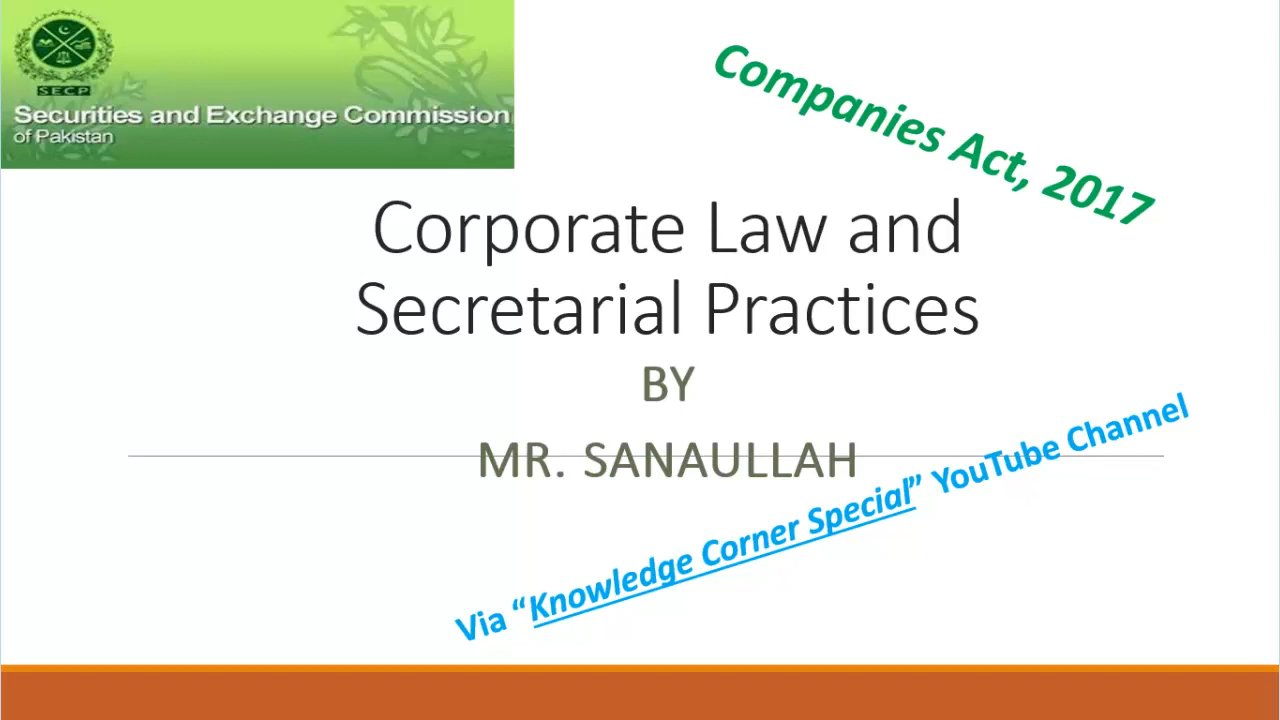 SECP
Securities and Exchange Commission
of Pakistan
Companies Act, 2017
Corporate Law and
Secretarial Practices
BY
MR. SANAULLAH
Via “Knowledge Corner Special” YouTube Channel